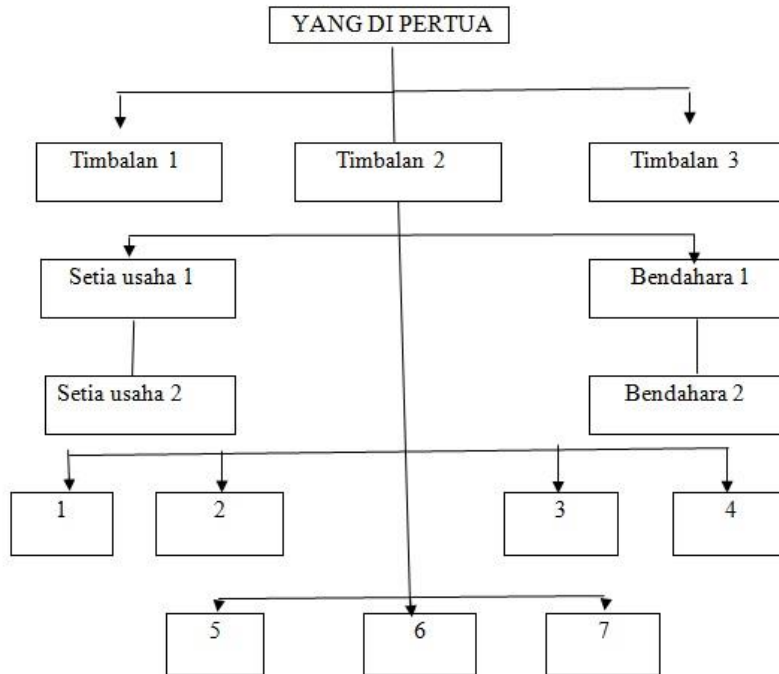 YANG DI PERTUA
Timbalan 1
Timbalan 2
Timbalan 3
Setia usaha 1
Bendahara 1
Setia usaha 2
Bendahara 2
1
2
3
4
5
6
7